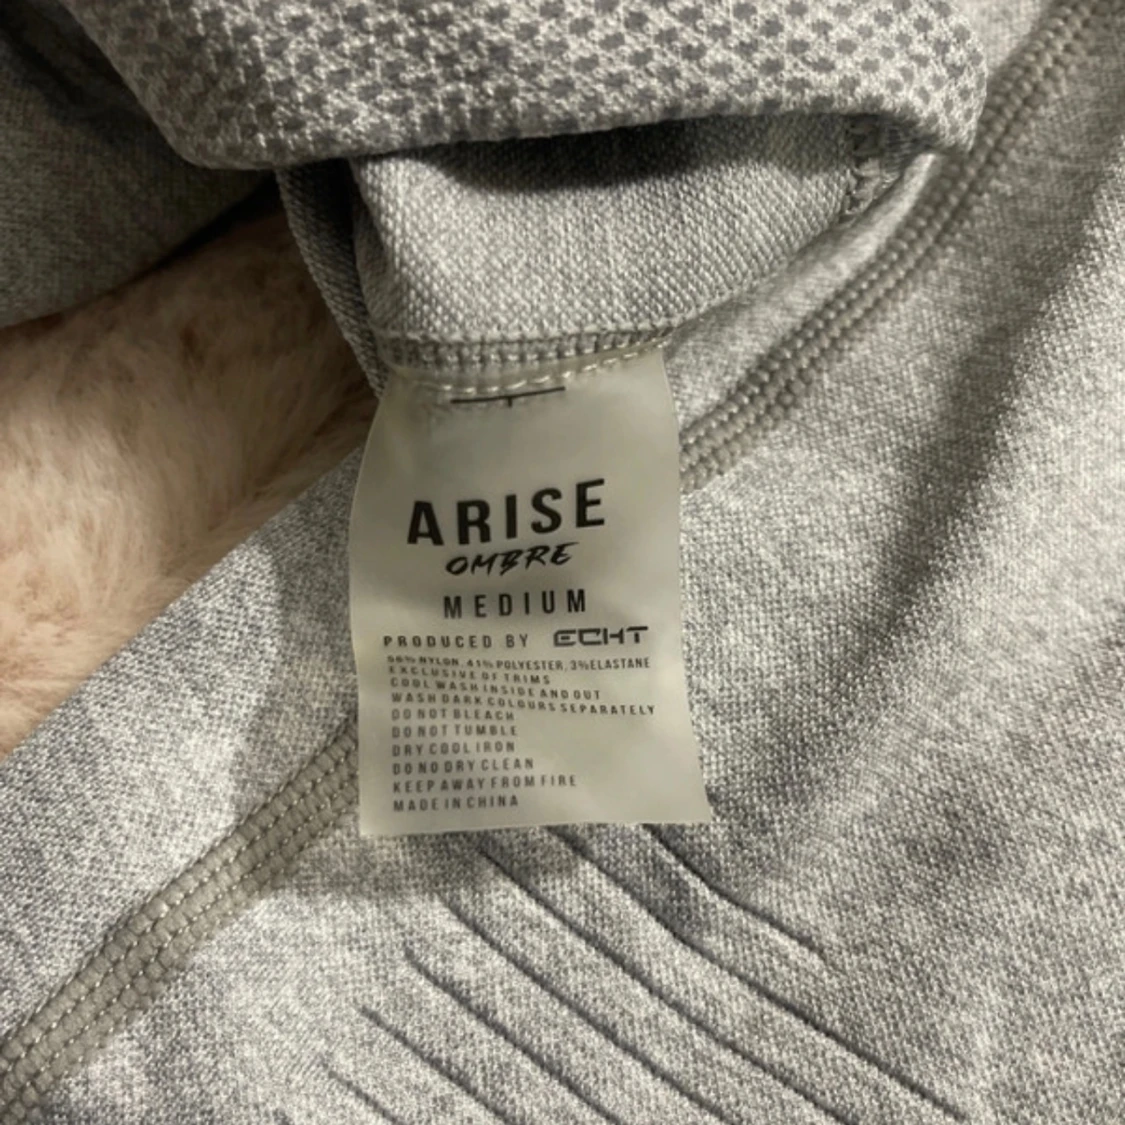 ARISE
OMBRE
MEDIUM
PRODUCED BY ECHT
56% NYLON, 41% POLYESTER, 3% ELASTANE
EXCLUSIVE OF TRIMS
COOL WASH INSIDE AND OUT
WASH DARK COLOURS SEPARATELY
DO NOT BLEACH
DO NOT TUMBLE
DRY COOL IRON
DO NO DRY CLEAN
KEEP AWAY FROM FIRE
MADE IN CHINA